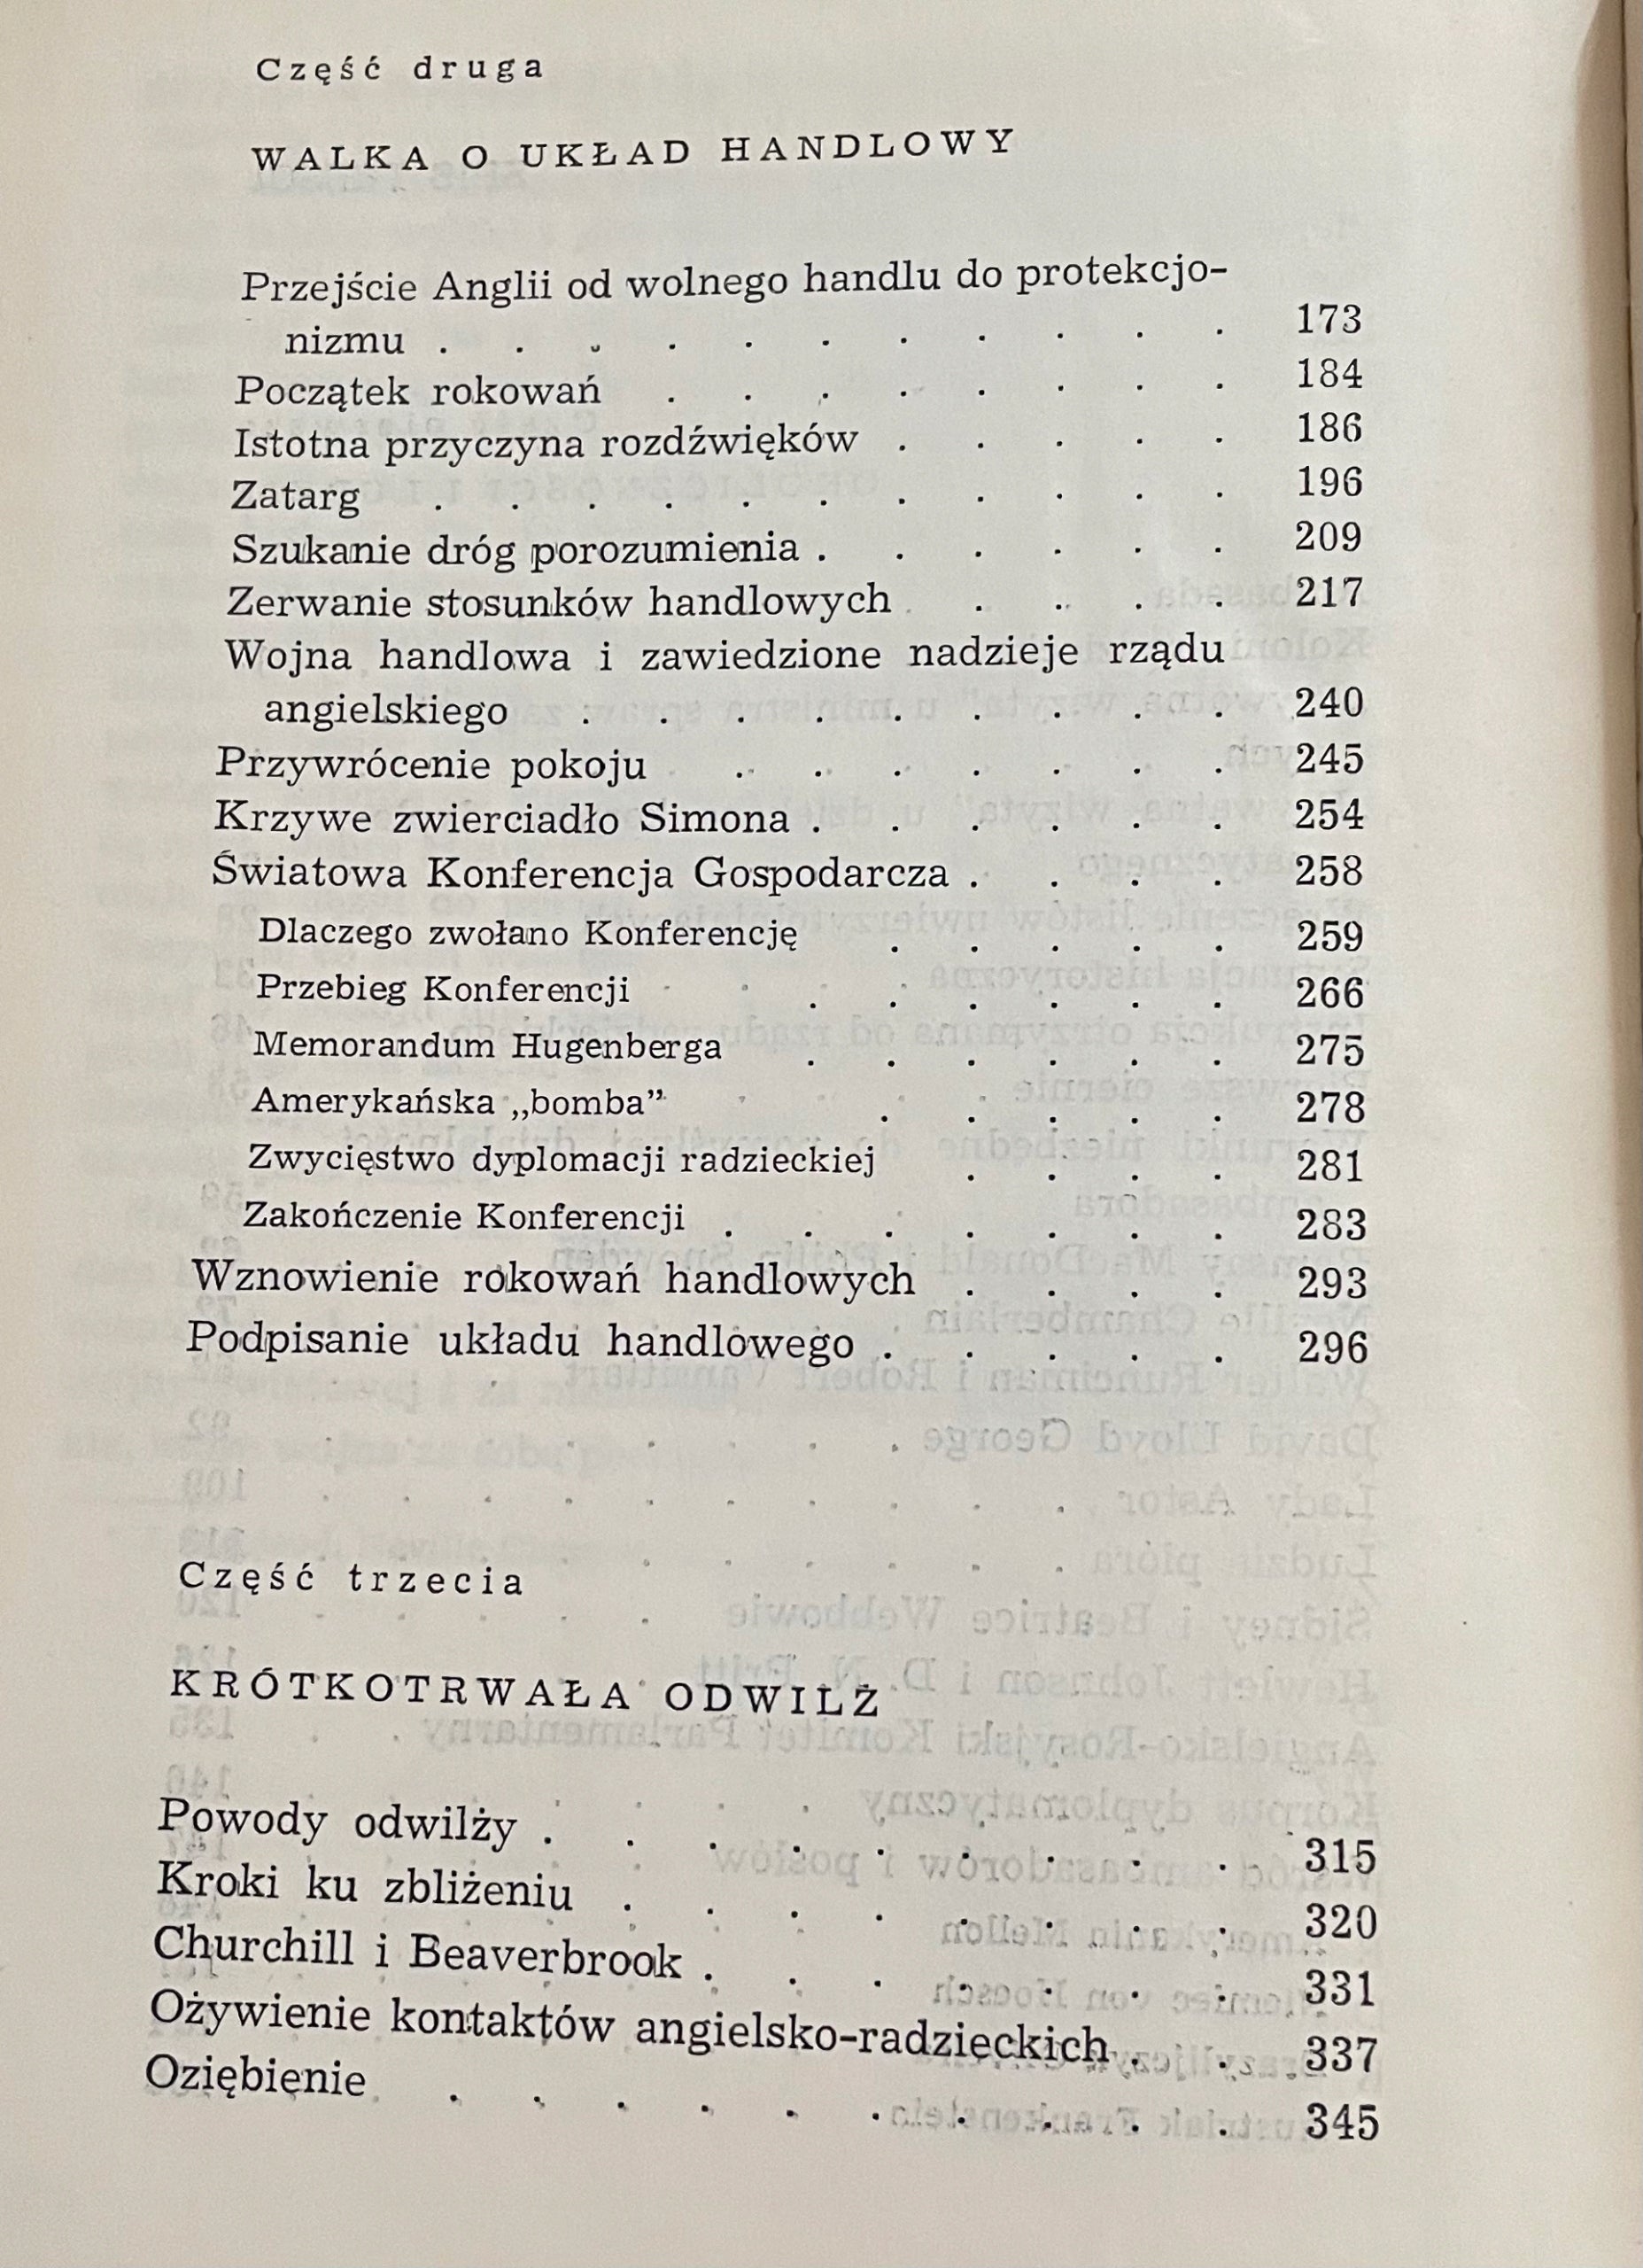 Część druga
WALKA O UKŁAD HANDLOWY
Przejście Anglii od wolnego handlu do protekcjo-
nizmu . . . . . . . . . . . 173
Początek rokowań . . . . . . . . 184
Istotna przyczyna rozdźwięków . . . . . 186
Zatarg . . . . . . . . . . . 196
Szukanie dróg porozumienia . . . . . . 209
Zerwanie stosunków handlowych . . . . . 217
Wojna handlowa i zawiedzione nadzieje rządu
angielskiego . . . . . . . . . 240
Przywrócenie pokoju . . . . . . . 245
Krzywe zwierciadło Simona . . . . . . 254
Światowa Konferencja Gospodarcza . . . . 258
Dlaczego zwołano Konferencję . . . . . 259
Przebieg Konferencji . . . . . . 266
Memorandum Hugenberga . . . . . . 275
Amerykańska „bomba” . . . . . 278
Zwycięstwo dyplomacji radzieckiej . . . . 281
Zakończenie Konferencji . . . . . . . 283
Wznowienie rokowań handlowych . . . . 293
Podpisanie układu handlowego . . . . . 296
Część trzecia
KRÓTKOTRWAŁA ODWILŻ
Powody odwilży . . . . . . . . . 315
Kroki ku zbliżeniu . . . . . . . . 320
Churchill i Beaverbrook . . . . . . . 331
Ożywienie kontaktów angielsko-radzieckich . . 337
Oziębienie . . . . . . . . . . 345